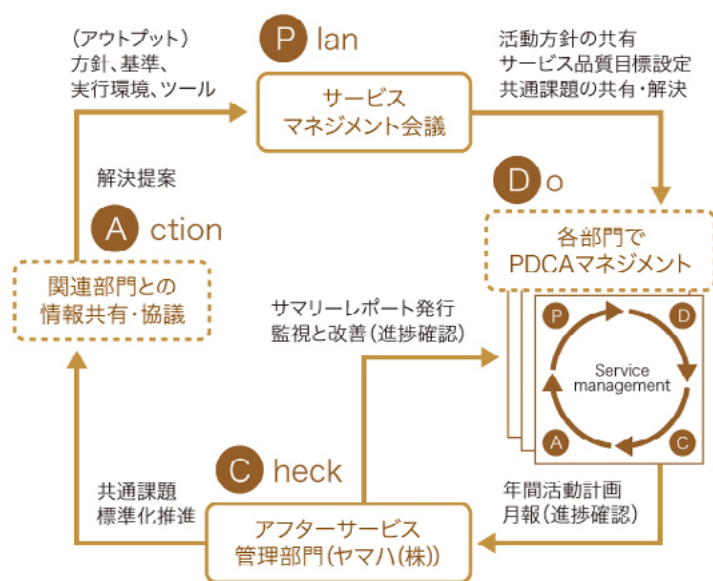 (アウトプット)
方針、基準、
実行環境、ツール
Plan
サービス
マネジメント会議
活動方針の共有
サービス品質目標設定
共通課題の共有・解決
解決提案
Action
関連部門との
情報共有・協議
Do
各部門で
PDCAマネジメント
サマリーレポート発行
監視と改善(進捗確認)
P
D
Service
management
A
C
Check
共通課題
標準化推進
アフターサービス
管理部門(ヤマハ(株))
年間活動計画
月報(進捗確認)